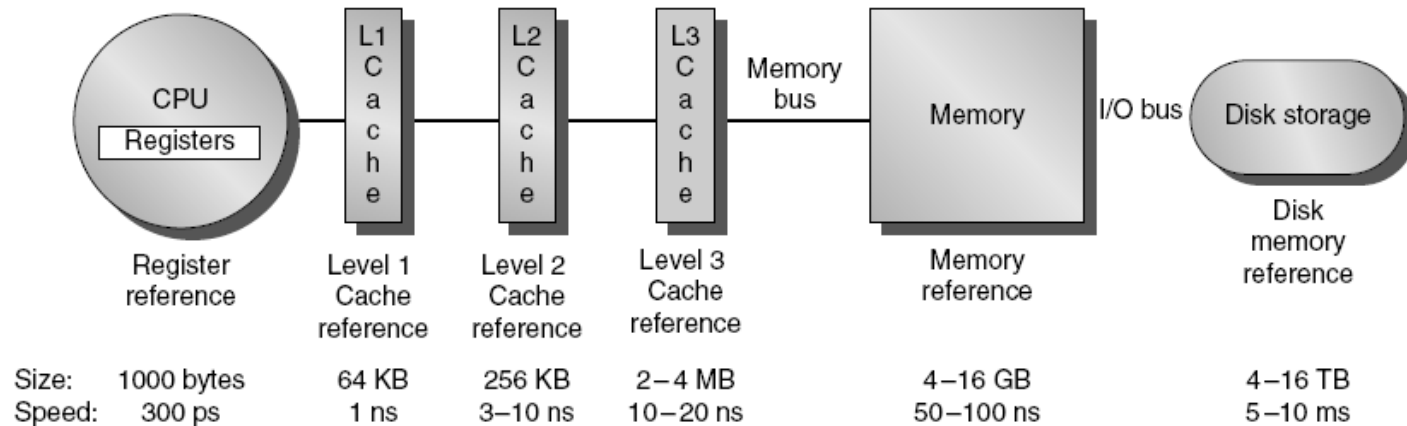 CPU
Registers
L1
C
a
c
h
e
L2
C
a
c
h
e
L3
C
a
c
h
e
Memory
bus
Memory
I/O bus
Disk storage
Register
reference
Level 1
Cache
reference
Level 2
Cache
reference
Level 3
Cache
reference
Memory
reference
Disk
memory
reference
Size: 1000 bytes 64 KB 256 KB 2–4 MB 4–16 GB 4–16 TB
Speed: 300 ps 1 ns 3–10 ns 10–20 ns 50–100 ns 5–10 ms